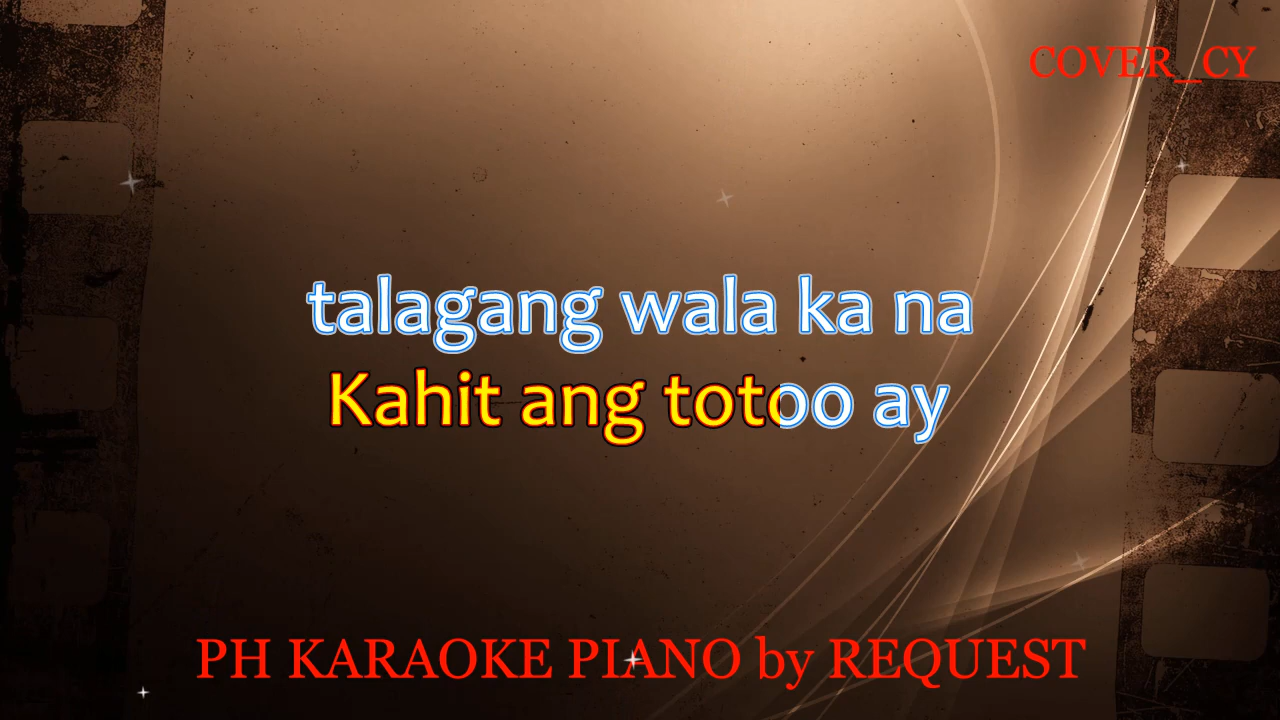 COVER_CY
talagang wala ka na
Kahit ang totoo ay
PH KARAOKE PIANO by REQUEST